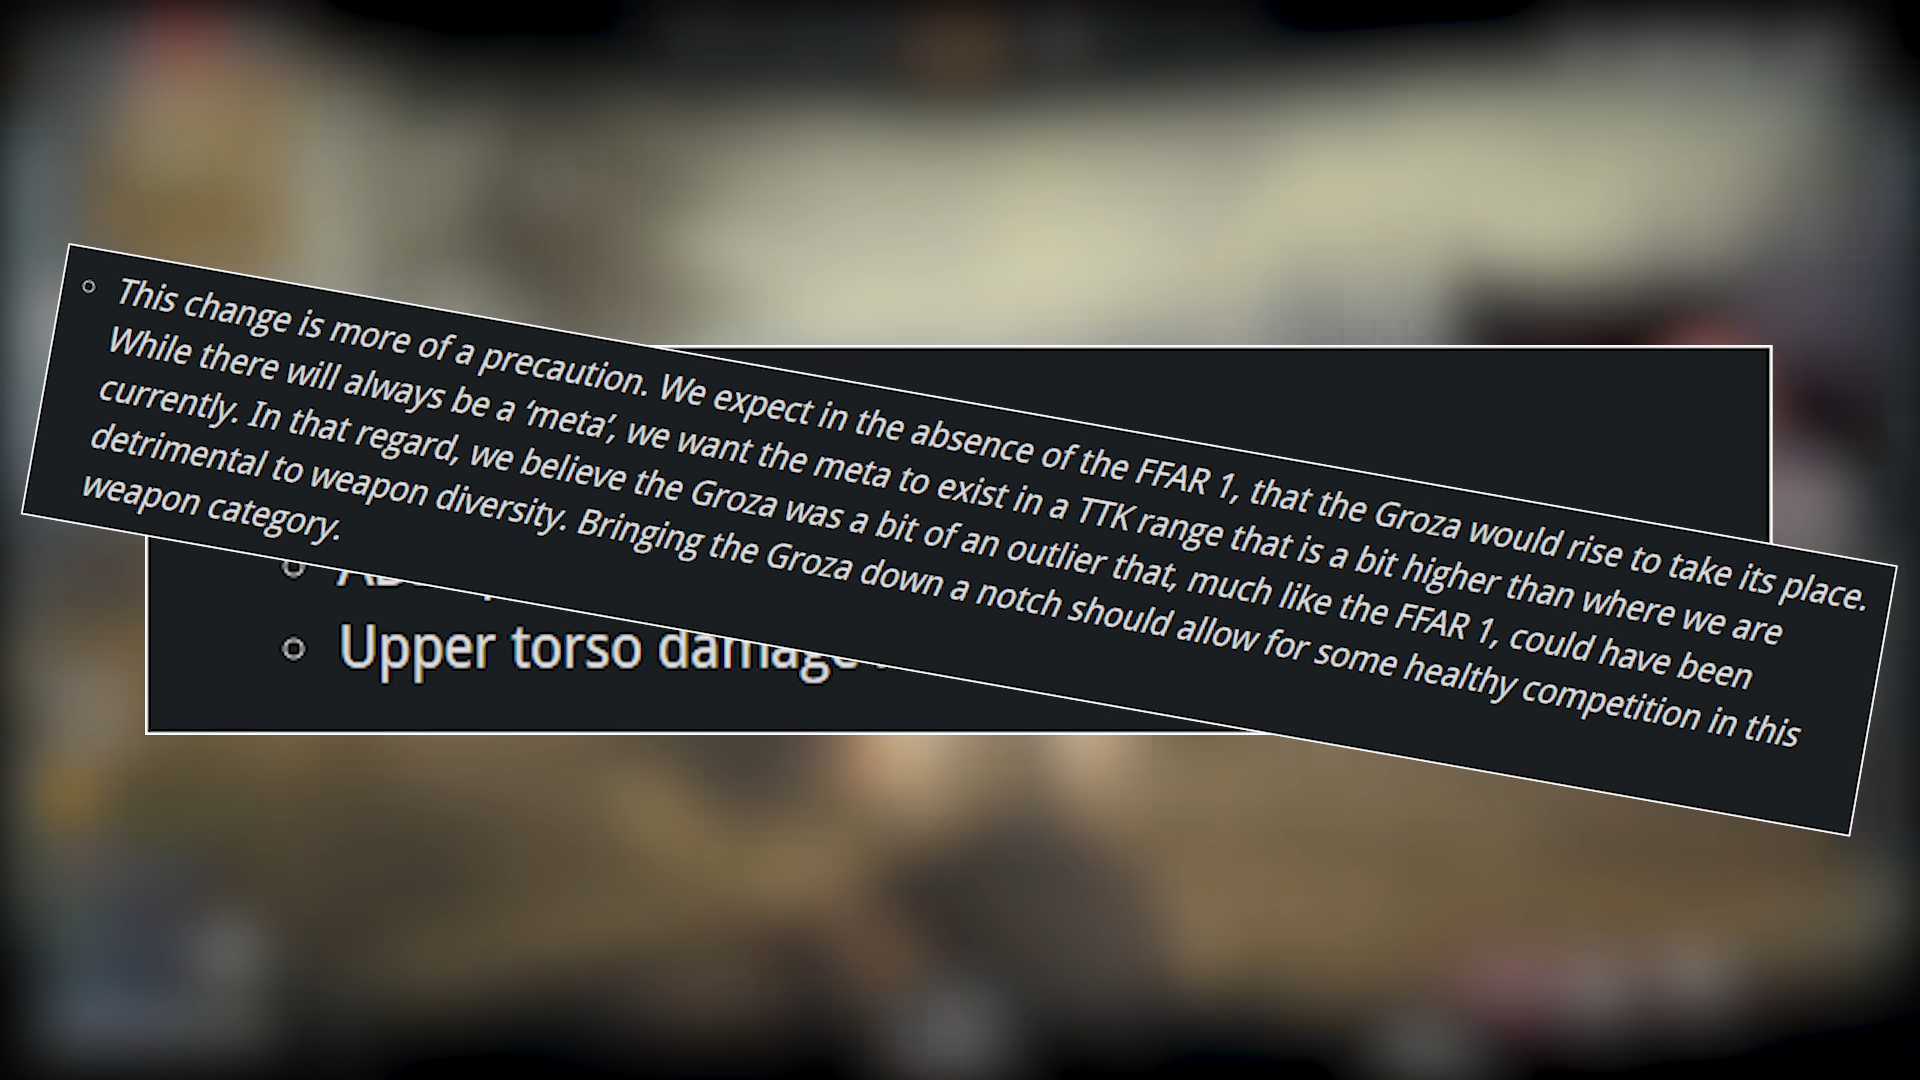 This change is more of a precaution. We expect in the absence of the FFAR 1, that the Groza would rise to take its place.
While there will always be a ‘meta’, we want the meta to exist in a TTK range that is a bit higher than where we are
currently. In that regard, we believe the Groza was a bit of an outlier that, much like the FFAR 1, could have been
detrimental to weapon diversity. Bringing the Groza down a notch should allow for some healthy competition in this
weapon category.
Upper torso damage